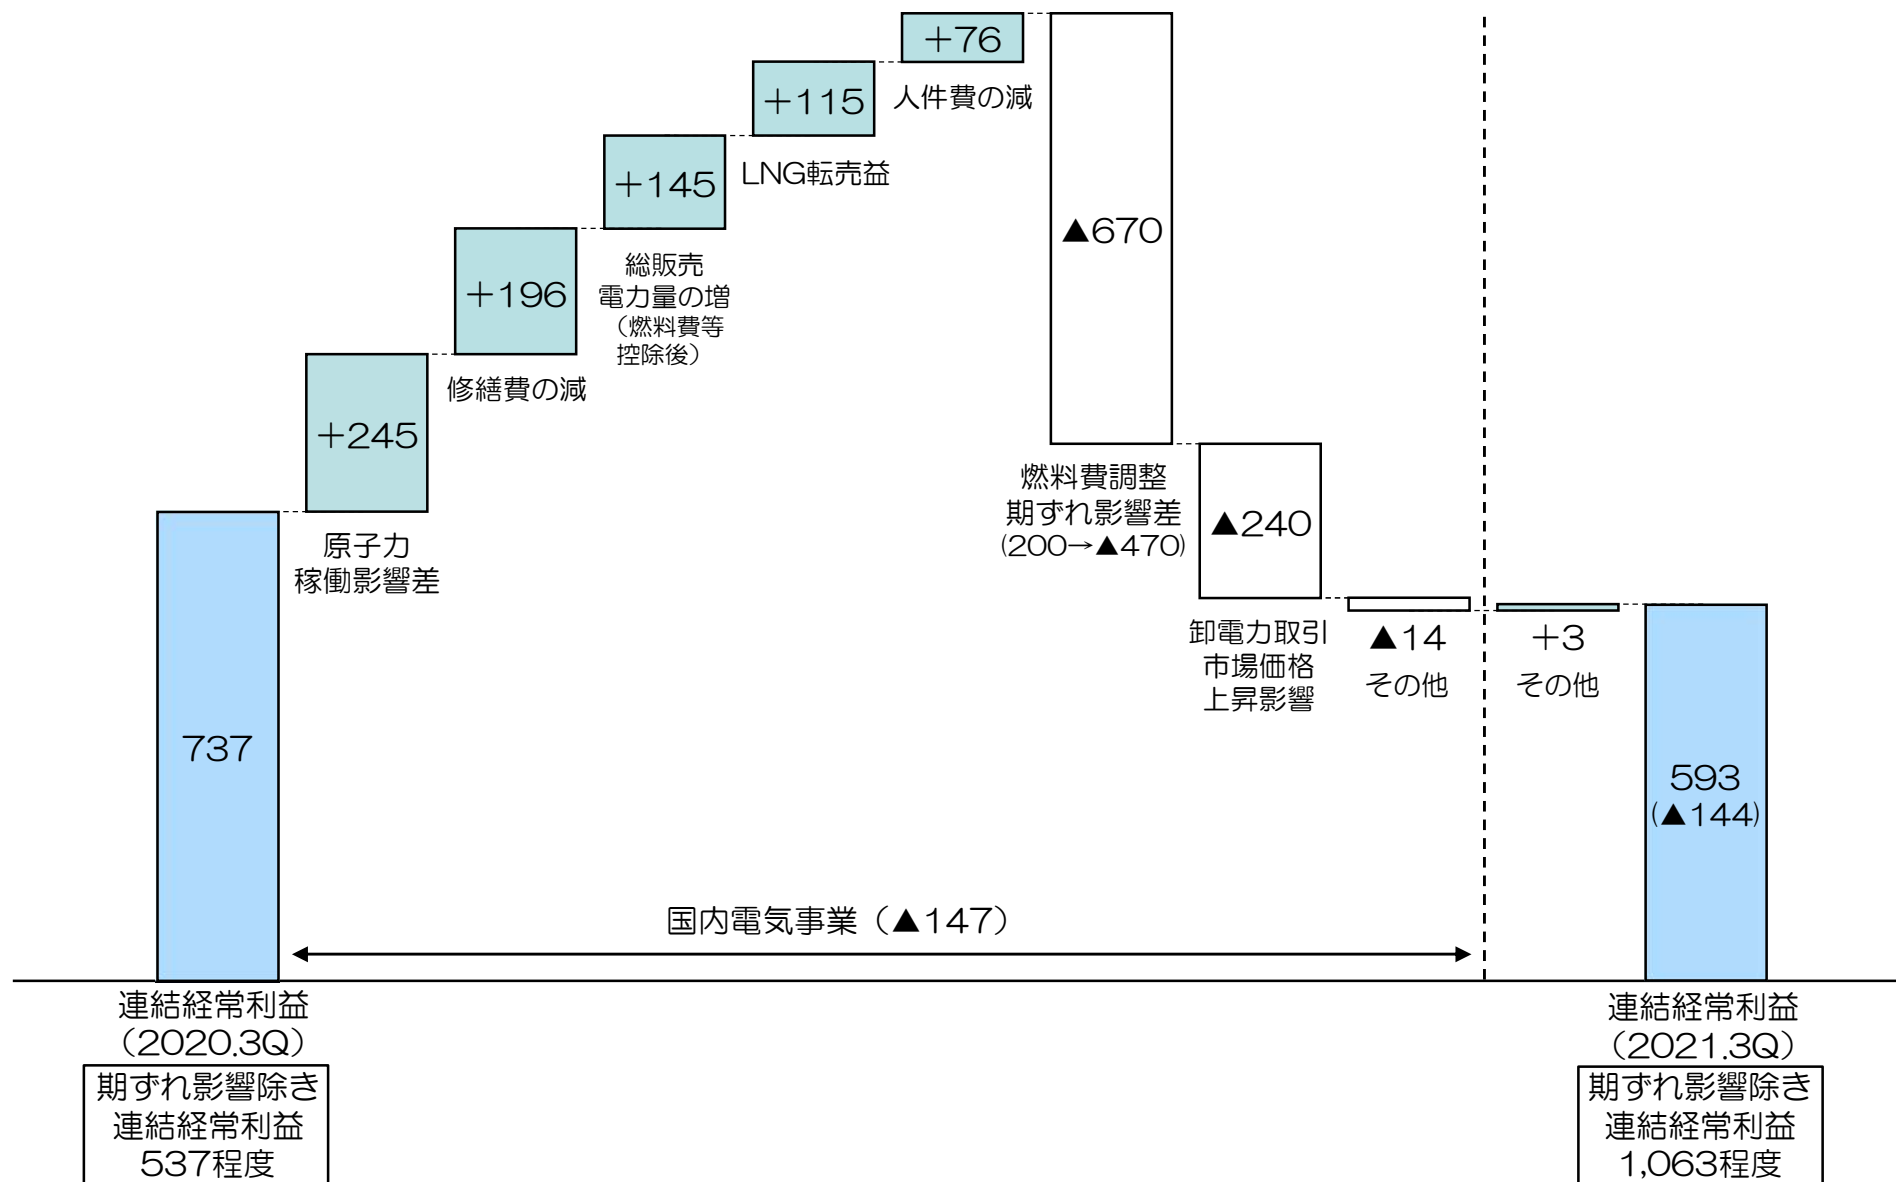 737
連結経常利益
（2020.3Q）
期ずれ影響除き
連結経常利益
537程度
＋245
原子力
稼働影響差
＋196
修繕費の減
＋145
総販売
電力量の増
（燃料費等
控除後）
＋115
LNG転売益
＋76
人件費の減
▲670
燃料費調整
期ずれ影響差
(200→▲470)
▲240
卸電力取引
市場価格
上昇影響
▲14
その他
＋3
その他
国内電気事業（▲147）
593
(▲144)
連結経常利益
（2021.3Q）
期ずれ影響除き
連結経常利益
1,063程度